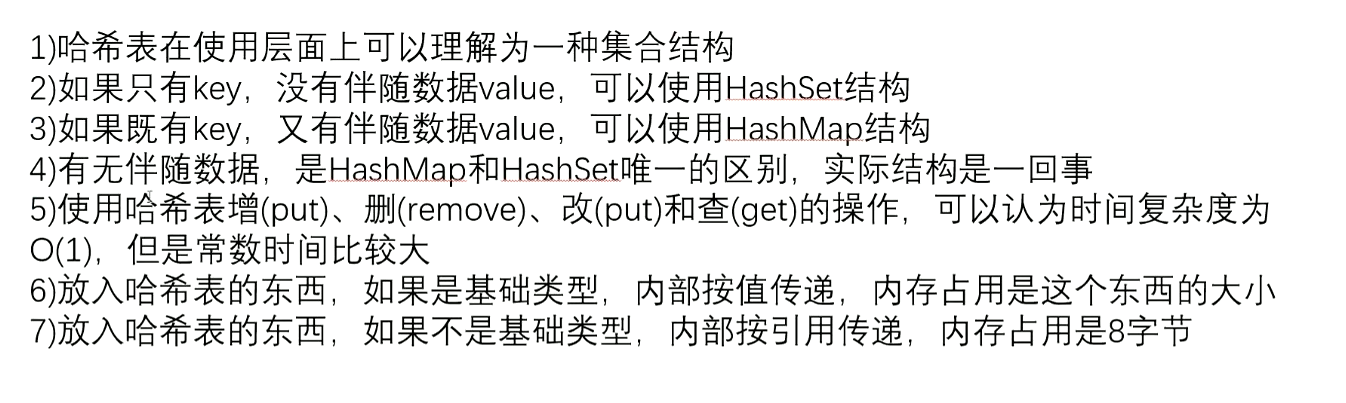 1)哈希表在使用层面上可以理解为一种集合结构
2)如果只有key，没有伴随数据value，可以使用HashSet结构
3)如果既有key，又有伴随数据value，可以使用HashMap结构
4)有无伴随数据，是HashMap和HashSet唯一的区别，实际结构是一回事
5)使用哈希表增(put)、删(remove)、改(put)和查(get)的操作，可以认为时间复杂度为
O(1)，但是常数时间比较大
6)放入哈希表的东西，如果是基础类型，内部按值传递，内存占用是这个东西的大小
7)放入哈希表的东西，如果不是基础类型，内部按引用传递，内存占用是8字节